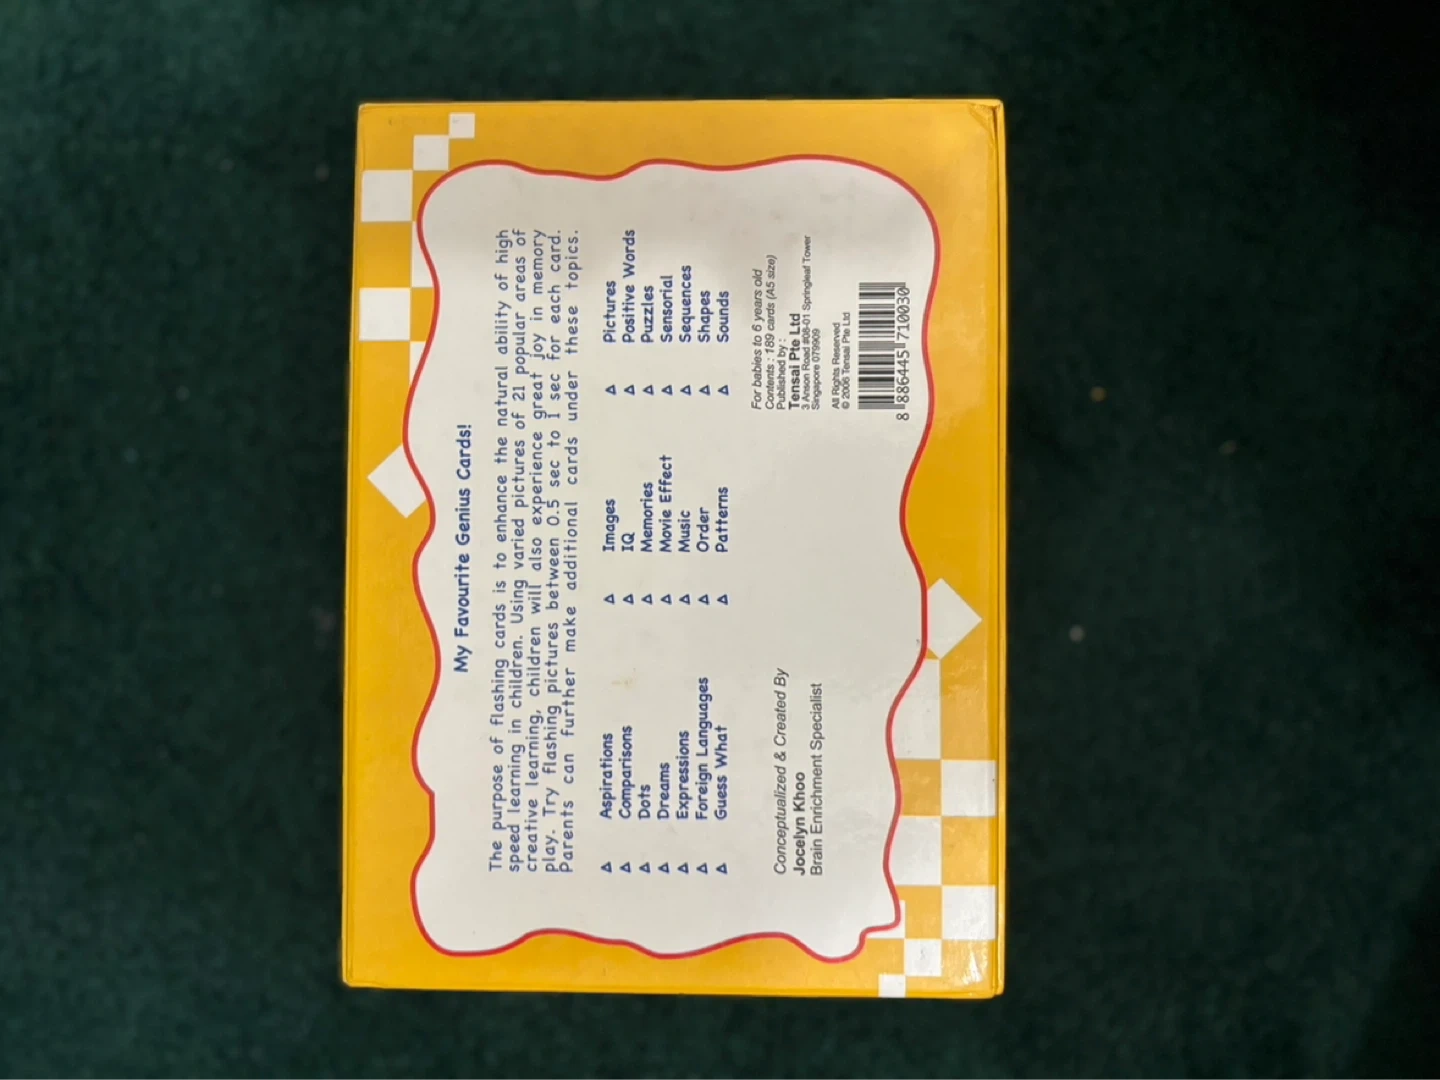 My Favourite Genius Cards!
The purpose of flashing cards is to enhance the natural ability of high
speed learning in children. Using varied pictures of 21 popular areas of
creative learning, children will also experience great joy in memory
play. Try flashing pictures between 0.5 sec to 1 sec for each card.
Parents can further make additional cards under these topics.
Aspirations
Comparisons
Dots
Dreams
Expressions
Foreign Languages
Guess What
Images
IQ
Memories
Movie Effect
Music
Order
Patterns
Pictures
Positive Words
Puzzles
Sensorial
Sequences
Shapes
Sounds
Conceptualized & Created By
Jocelyn Khoo
Brain Enrichment Specialist
For babies to 6 years old
Contents : 189 cards (A5 size)
Published by :
Tensai Pte Ltd
3 Anson Road #06-01 Springleaf Tower
Singapore 079909
All Rights Reserved
© 2006 Tensai Pte Ltd
8 886445 710030